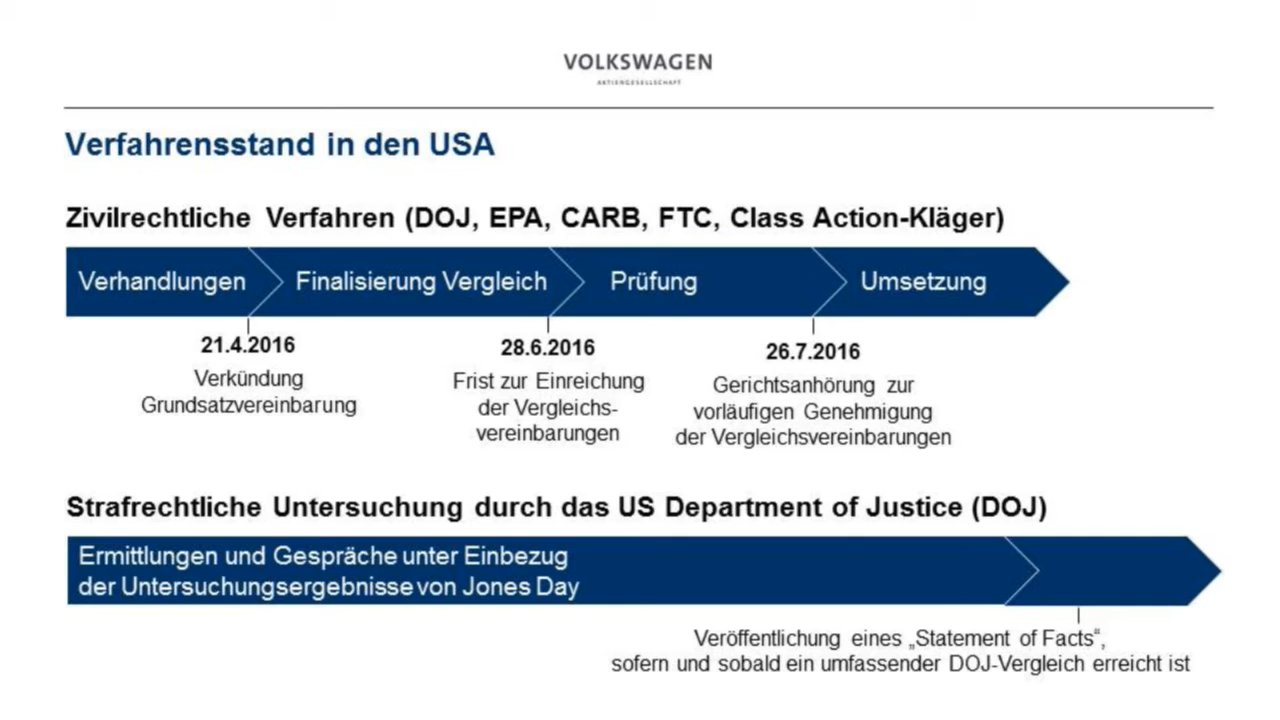 VOLKSWAGEN
AKTIENGESELLSCHAFT
Verfahrensstand in den USA
Zivilrechtliche Verfahren (DOJ, EPA, CARB, FTC, Class Action-Kläger)
Verhandlungen
Finalisierung Vergleich
Prüfung
Umsetzung
21.4.2016
Verkündung
Grundsatzvereinbarung
28.6.2016
Frist zur Einreichung
der Vergleichs-
vereinbarungen
26.7.2016
Gerichtsanhörung zur
vorläufigen Genehmigung
der Vergleichsvereinbarungen
Strafrechtliche Untersuchung durch das US Department of Justice (DOJ)
Ermittlungen und Gespräche unter Einbezug
der Untersuchungsergebnisse von Jones Day
Veröffentlichung eines „Statement of Facts“,
sofern und sobald ein umfassender DOJ-Vergleich erreicht ist